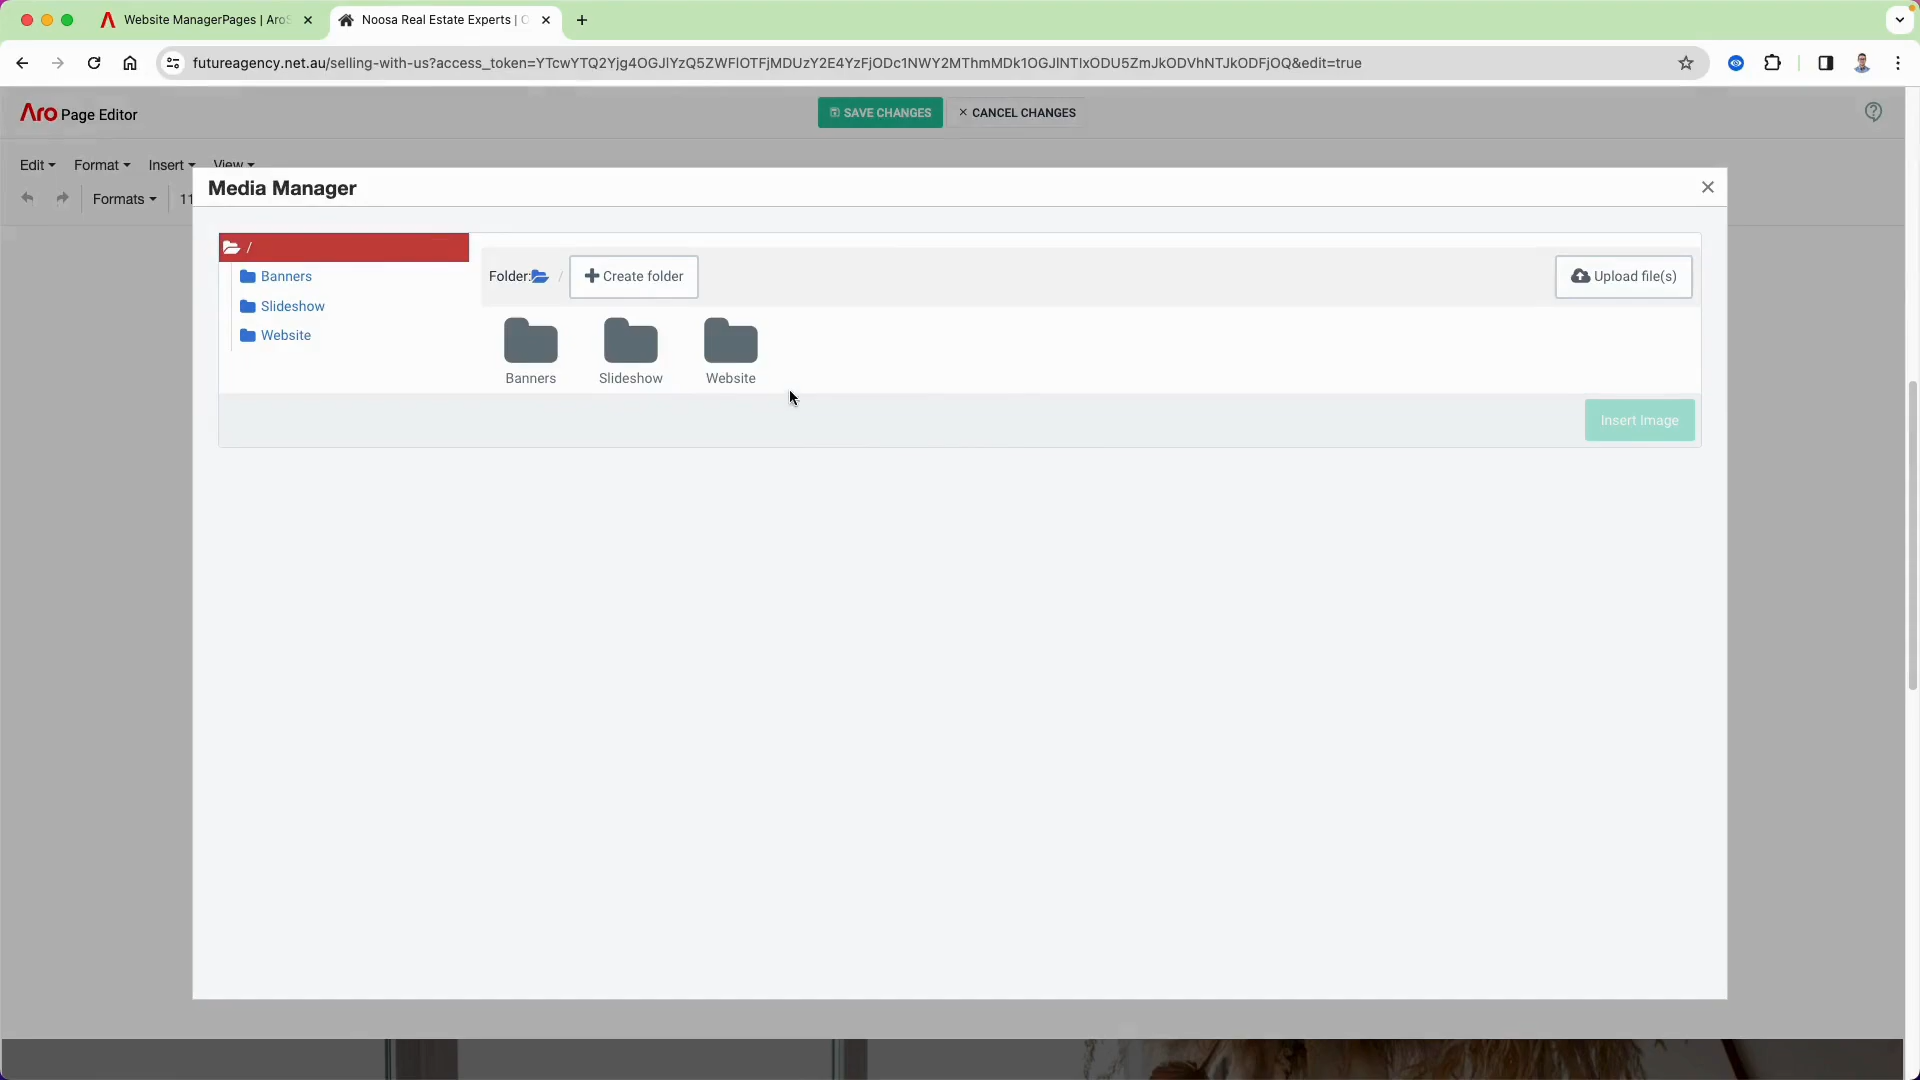 Website ManagerPages | AroS
Noosa Real Estate Experts | O
futureagency.net.au/selling-with-us?access_token=YTcwYTQ2Yjg4OGJlYzQ5ZWFlOTFjMDUzY2E4YzFjODc1NWY2MThmMDk1OGJlNTIxODU5ZmJkODVhNTJkODFjOQ&edit=true
Aro Page Editor
SAVE CHANGES
× CANCEL CHANGES
Edit
Format
Insert
View
Formats
11
Media Manager
/
Banners
Slideshow
Website
Folder: /
Create folder
Upload file(s)
Banners
Slideshow
Website
Insert Image